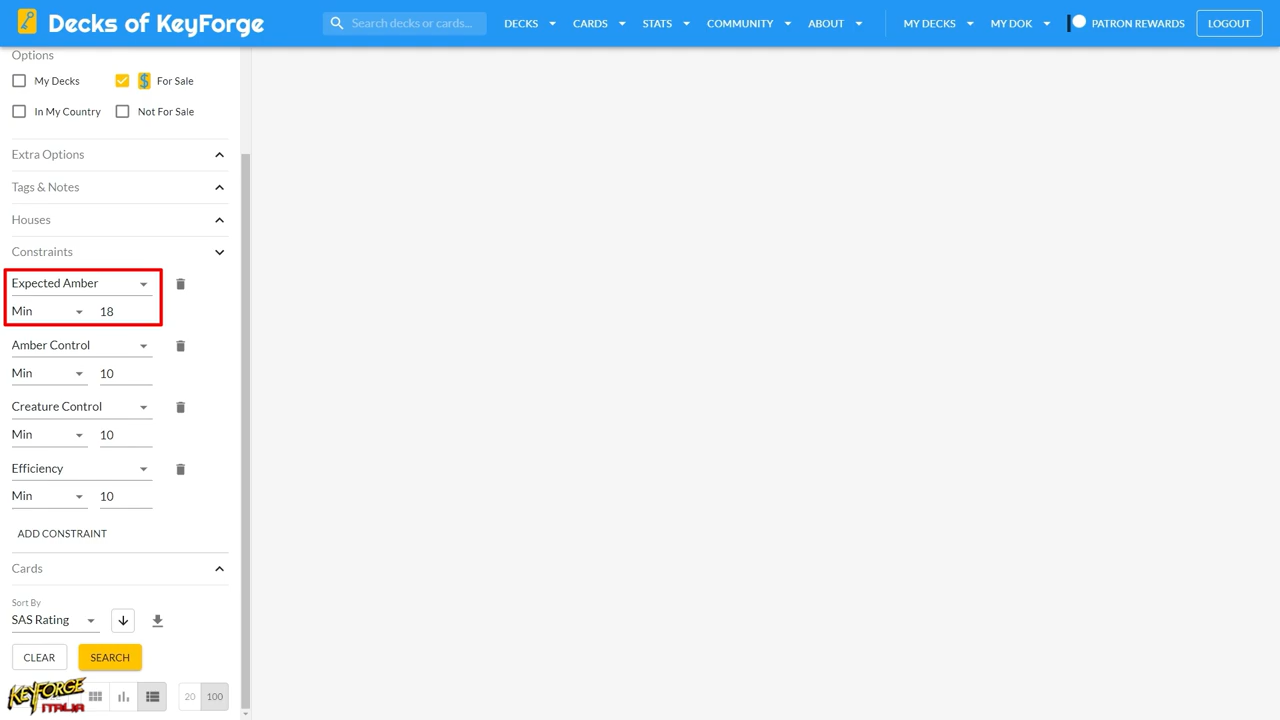 Decks of KeyForge
Search decks or cards...
DECKS
CARDS
STATS
COMMUNITY
ABOUT
MY DECKS
MY DOK
PATRON REWARDS
LOGOUT
Options
My Decks
$ For Sale
In My Country
Not For Sale
Extra Options
Tags & Notes
Houses
Constraints
Expected Amber
Min 18
Amber Control
Min 10
Creature Control
Min 10
Efficiency
Min 10
ADD CONSTRAINT
Cards
Sort By
SAS Rating
CLEAR
SEARCH
KEYFORGE
ITALIA
20
100